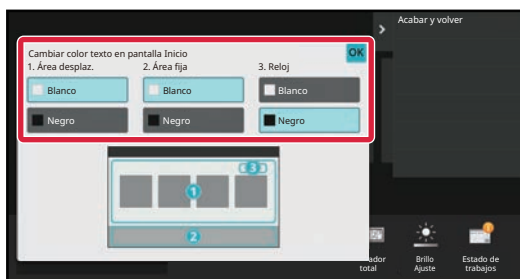 Acabar y volver
Cambiar color texto en pantalla Inicio
OK
1. Área desplaz.
2. Área fija
3. Reloj
Blanco
Blanco
Blanco
Negro
Negro
Negro
3
1
2
total
Brillo
Ajuste
Estado de
trabajos